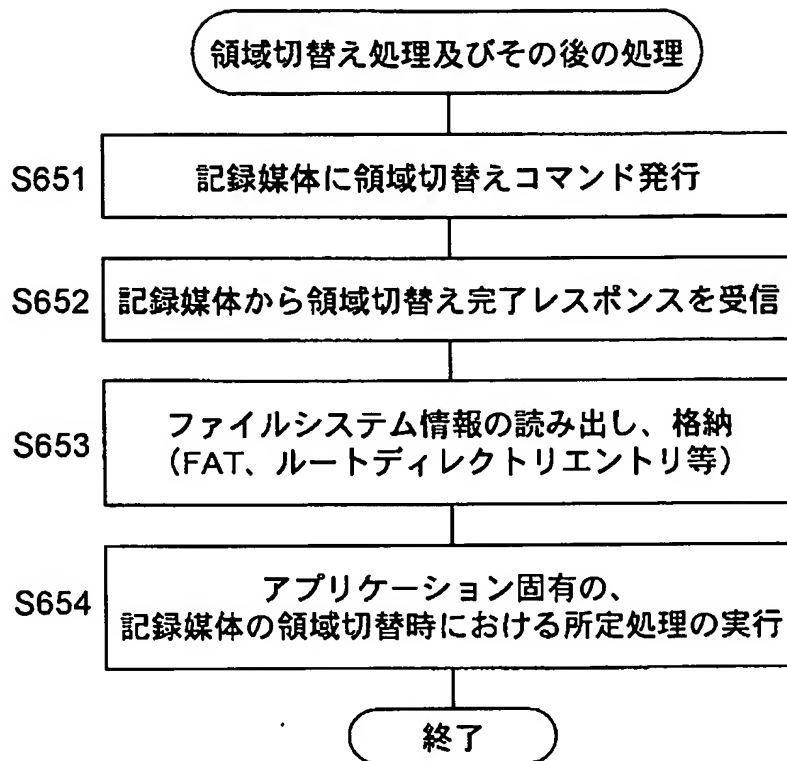 領域切替え処理及びその後の処理
S651
記録媒体に領域切替えコマンド発行
S652
記録媒体から領域切替え完了レスポンスを受信
S653
ファイルシステム情報の読み出し、格納
（FAT、ルートディレクトリエントリ等）
S654
アプリケーション固有の、
記録媒体の領域切替時における所定処理の実行
終了